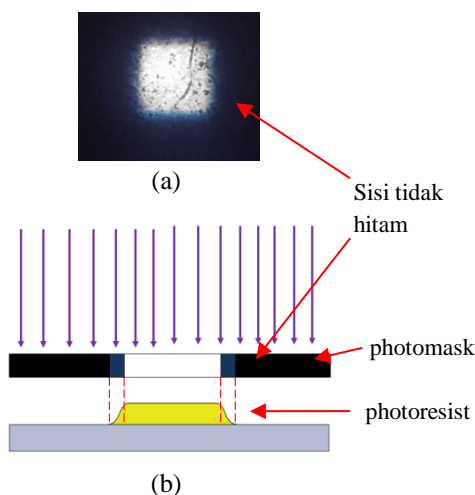 (a)
Sisi tidak
hitam
photomask
photoresist
(b)